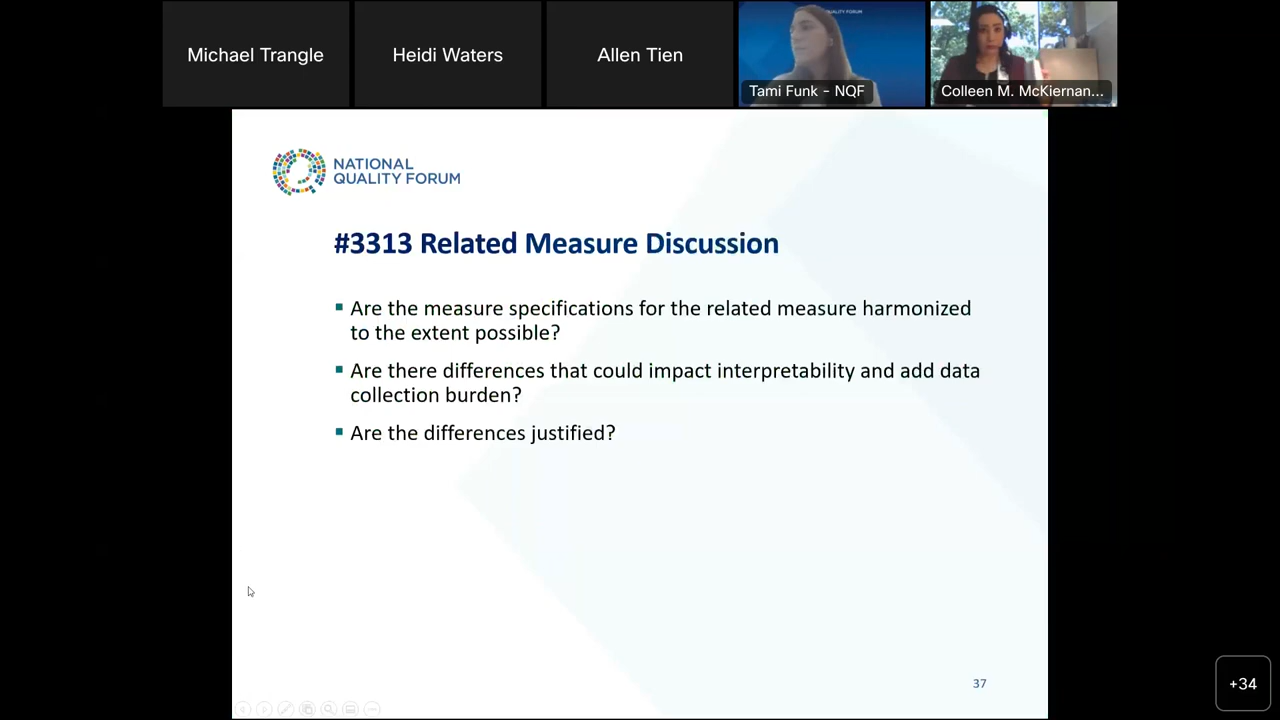 Michael Trangle
Heidi Waters
Allen Tien
QUALITY FORUM
Tami Funk - NQF
Colleen M. McKiernan...
NATIONAL
QUALITY FORUM
#3313 Related Measure Discussion
▪ Are the measure specifications for the related measure harmonized
to the extent possible?
▪ Are there differences that could impact interpretability and add data
collection burden?
▪ Are the differences justified?
37
+34